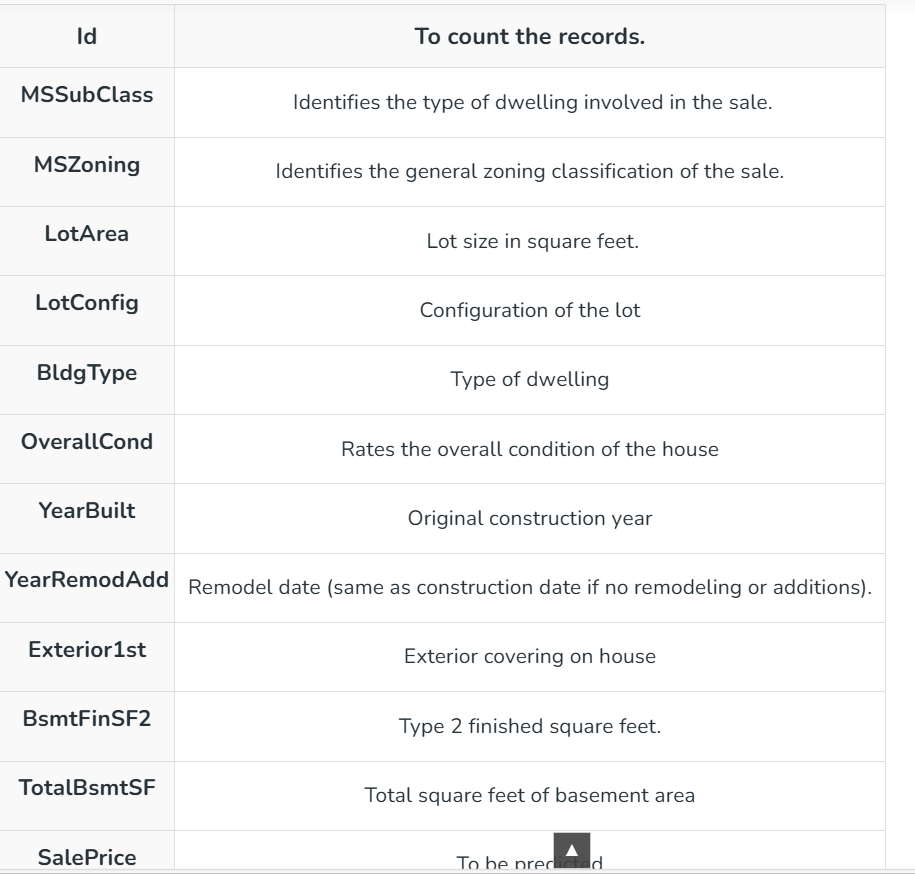 Id To count the records.
MSSubClass Identifies the type of dwelling involved in the sale.
MSZoning Identifies the general zoning classification of the sale.
LotArea Lot size in square feet.
LotConfig Configuration of the lot
BldgType Type of dwelling
OverallCond Rates the overall condition of the house
YearBuilt Original construction year
YearRemodAdd Remodel date (same as construction date if no remodeling or additions).
Exterior1st Exterior covering on house
BsmtFinSF2 Type 2 finished square feet.
TotalBsmtSF Total square feet of basement area
SalePrice To be predicted